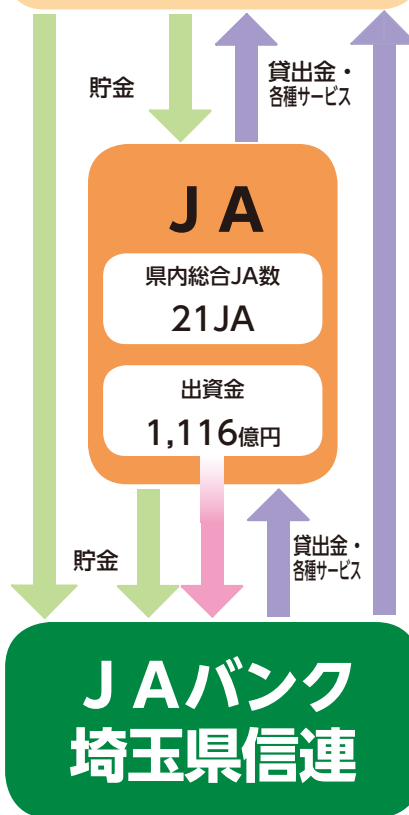 貯金
貸出金・
各種サービス
JA
県内総合JA数
21JA
出資金
1,116億円
貯金
貸出金・
各種サービス
JAバンク
埼玉県信連